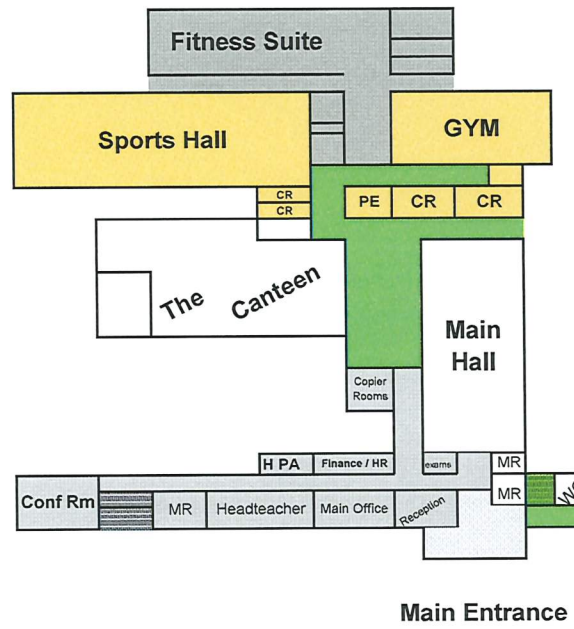 Fitness Suite
Sports Hall
GYM
CR
CR
PE
CR
CR
The Canteen
Main
Hall
Copier
Rooms
H PA
Finance / HR
exams
MR
Conf Rm
MR
Headteacher
Main Office
Reception
MR
Main Entrance